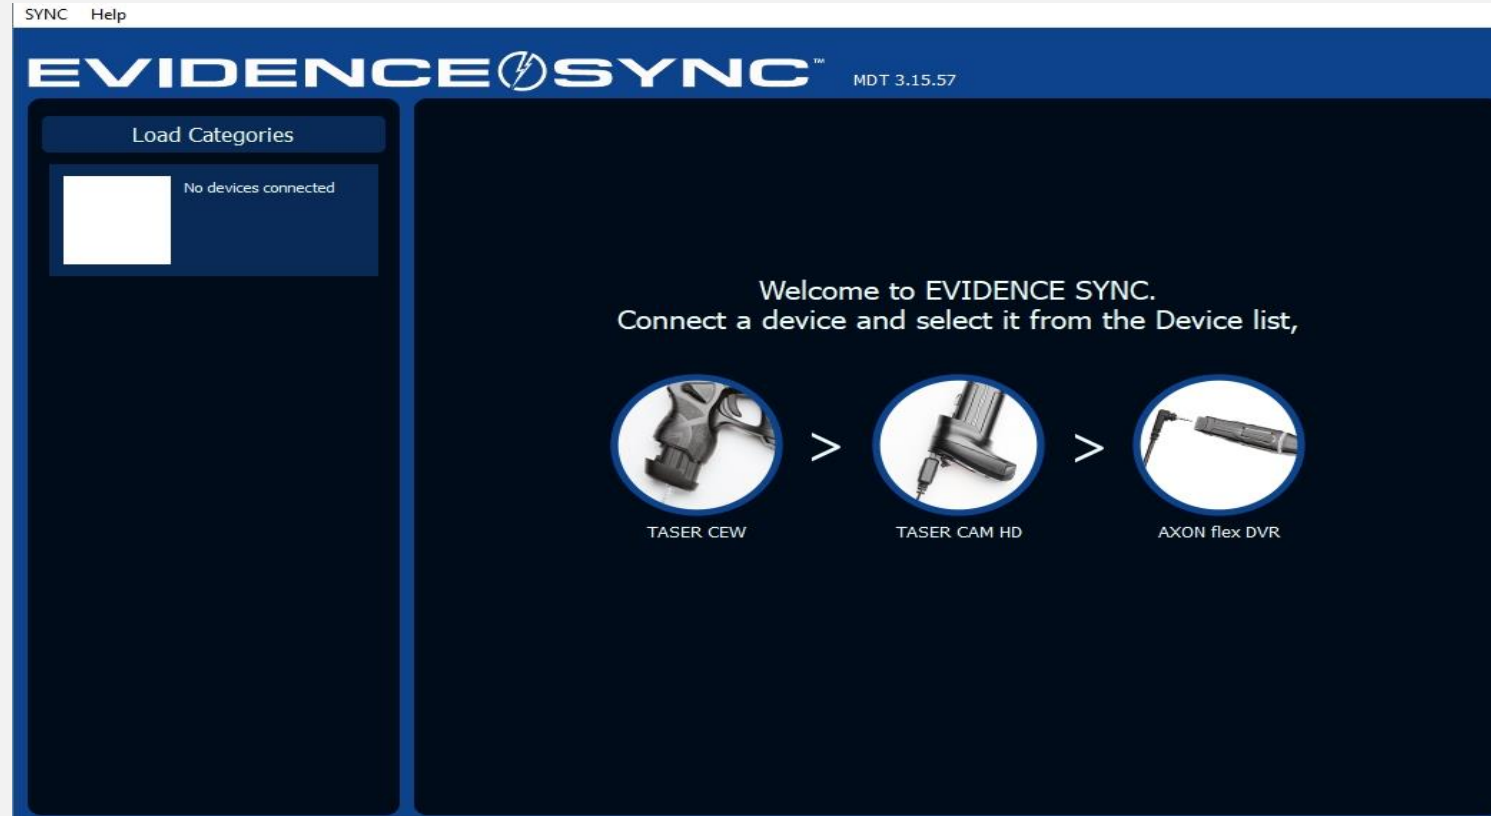 SYNC Help
EVIDENCE SYNC™ MDT 3.15.57
Load Categories
No devices connected
Welcome to EVIDENCE SYNC.
Connect a device and select it from the Device list,
> >
TASER CEW TASER CAM HD AXON flex DVR